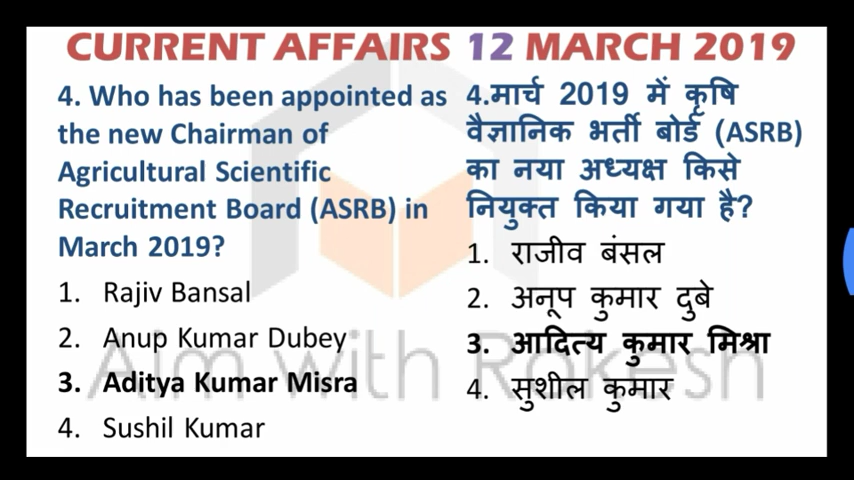 CURRENT AFFAIRS 12 MARCH 2019
4. Who has been appointed as
the new Chairman of
Agricultural Scientific
Recruitment Board (ASRB) in
March 2019?
1. Rajiv Bansal
2. Anup Kumar Dubey
3. Aditya Kumar Misra
4. Sushil Kumar
4.मार्च 2019 में कृषि
वैज्ञानिक भर्ती बोर्ड (ASRB)
का नया अध्यक्ष किसे
नियुक्त किया गया है?
1. राजीव बंसल
2. अनूप कुमार दुबे
3. आदित्य कुमार मिश्रा
4. सुशील कुमार
Aim with Rakesh